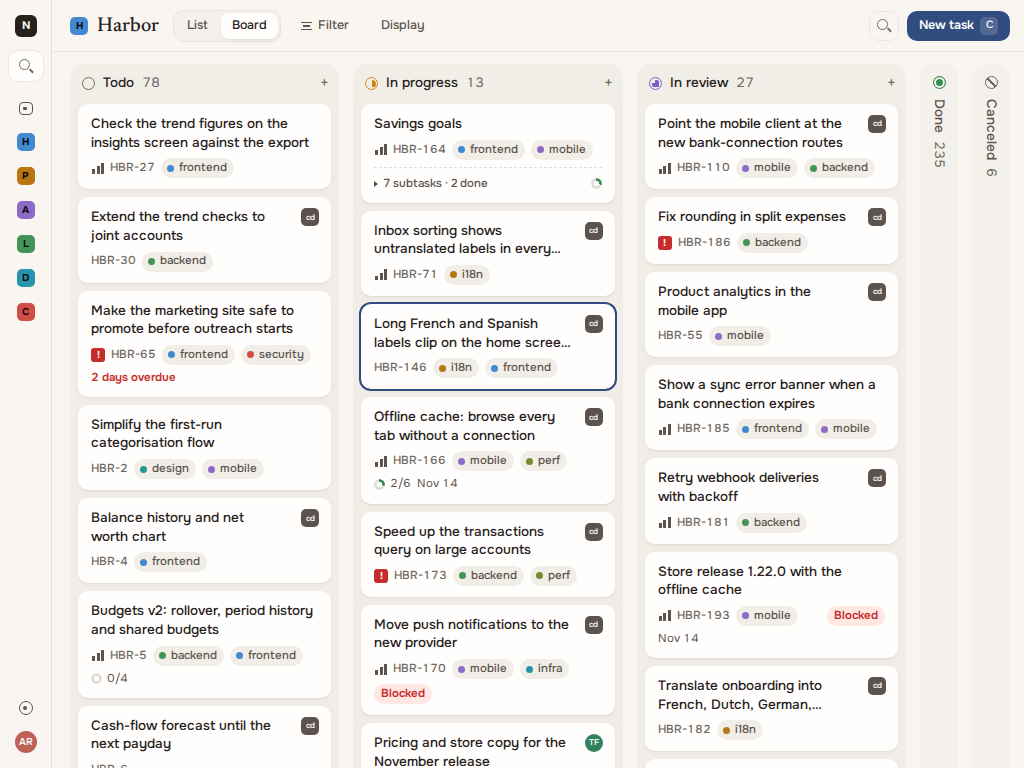 N
H Harbor List Board Filter Display New task C
H
P
A
L
D
C
AR
Todo 78 +
Check the trend figures on the
insights screen against the export
HBR-27 frontend
Extend the trend checks to
joint accounts
cd
HBR-30 backend
Make the marketing site safe to
promote before outreach starts
! HBR-65 frontend security
2 days overdue
Simplify the first-run
categorisation flow
HBR-2 design mobile
Balance history and net
worth chart
cd
HBR-4 frontend
Budgets v2: rollover, period history
and shared budgets
HBR-5 backend frontend
0/4
Cash-flow forecast until the
next payday
cd
In progress 13 +
Savings goals
HBR-164 frontend mobile
7 subtasks · 2 done
Inbox sorting shows
untranslated labels in every…
cd
HBR-71 i18n
Long French and Spanish
labels clip on the home scree…
cd
HBR-146 i18n frontend
Offline cache: browse every
tab without a connection
cd
HBR-166 mobile perf
2/6 Nov 14
Speed up the transactions
query on large accounts
cd
! HBR-173 backend perf
Move push notifications to the
new provider
cd
HBR-170 mobile infra
Blocked
Pricing and store copy for the
November release
TF
In review 27 +
Point the mobile client at the
new bank-connection routes
cd
HBR-110 mobile backend
Fix rounding in split expenses
cd
! HBR-186 backend
Product analytics in the
mobile app
cd
HBR-55 mobile
Show a sync error banner when a
bank connection expires
HBR-185 frontend mobile
Retry webhook deliveries
with backoff
cd
HBR-181 backend
Store release 1.22.0 with the
offline cache
HBR-193 mobile Blocked
Nov 14
Translate onboarding into
French, Dutch, German,…
cd
HBR-182 i18n
Done 235
Canceled 6